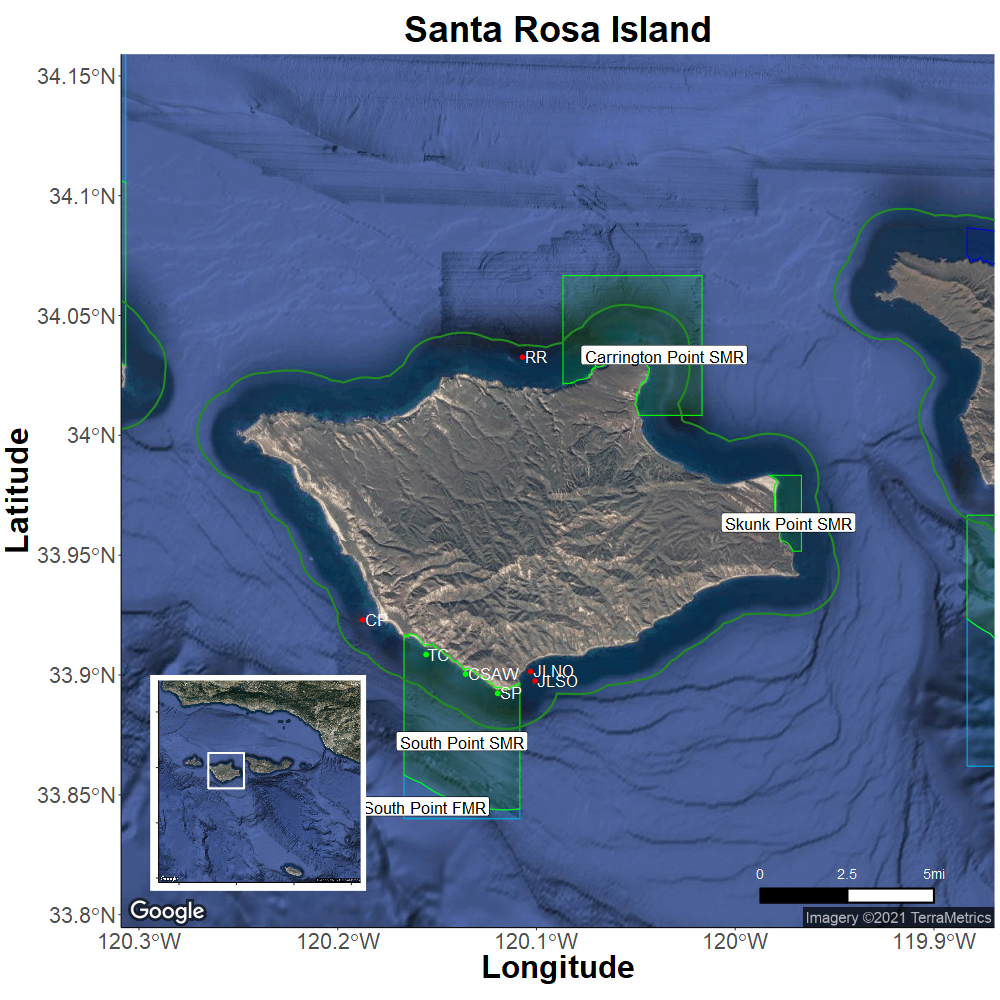 Santa Rosa Island
Latitude
34.15°N
34.1°N
34.05°N
34°N
33.95°N
33.9°N
33.85°N
33.8°N
RR
Carrington Point SMR
Skunk Point SMR
CP
TC
CSAW
JLNO
JLSO
SP
South Point SMR
South Point FMR
0 2.5 5mi
Google
Imagery ©2021 TerraMetrics
120.3°W 120.2°W 120.1°W 120°W 119.9°W
Longitude